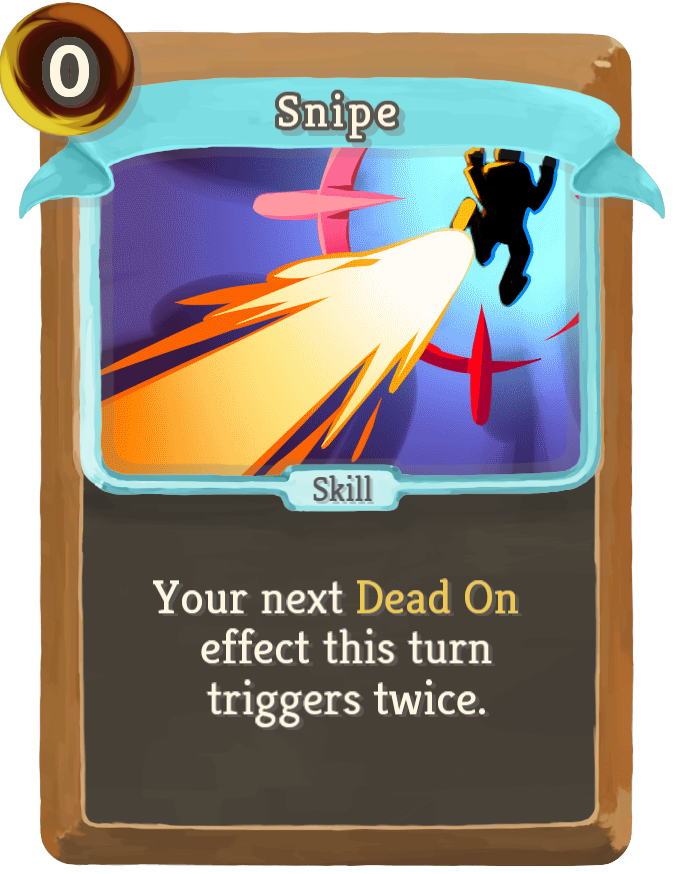 0
Snipe
Skill
Your next Dead On
effect this turn
triggers twice.